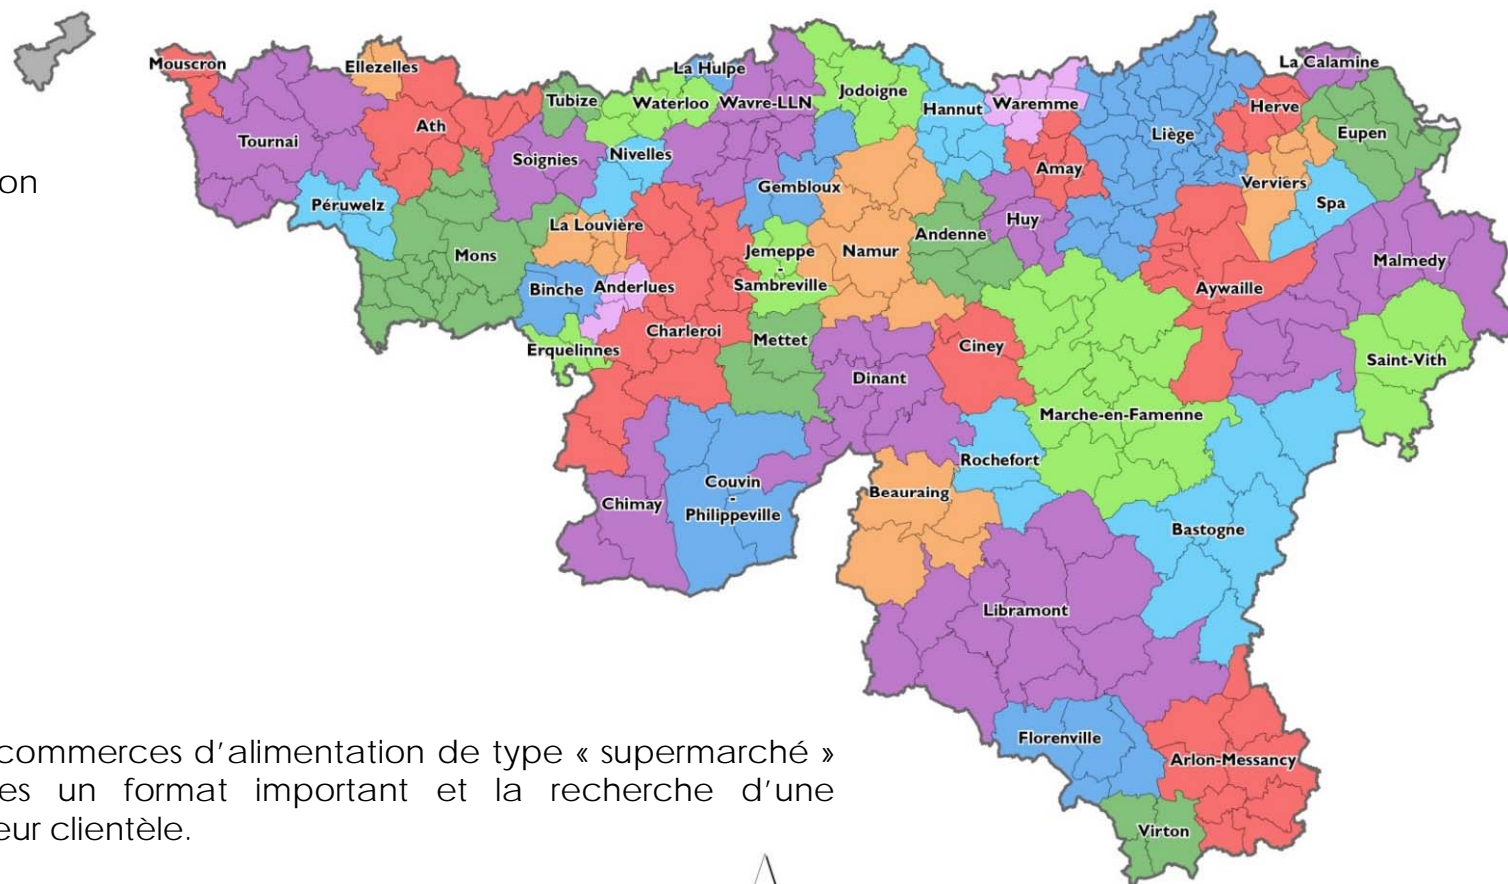 La Hulpe
La Calamine
Mouscron
Ellezelles
Tubize
Waterloo
Wavre-LLN
Jodoigne
Hannut
Waremme
Herve
Ath
Liège
Eupen
Tournai
Soignies
Nivelles
Amay
on
Gembloux
Verviers
Péruwelz
Spa
La Louvière
Huy
Andenne
Mons
Jemeppe
-
Sambreville
Namur
Malmedy
Binche
Anderlues
Aywaille
Charleroi
Mettet
Erquelinnes
Ciney
Saint-Vith
Dinant
Marche-en-Famenne
Rochefort
Couvin
-
Philippeville
Beauraing
Chimay
Bastogne
Libramont
Florenville
Arlon-Messancy
Virton
commerces d'alimentation de type « supermarché »
es un format important et la recherche d'une
eur clientèle.